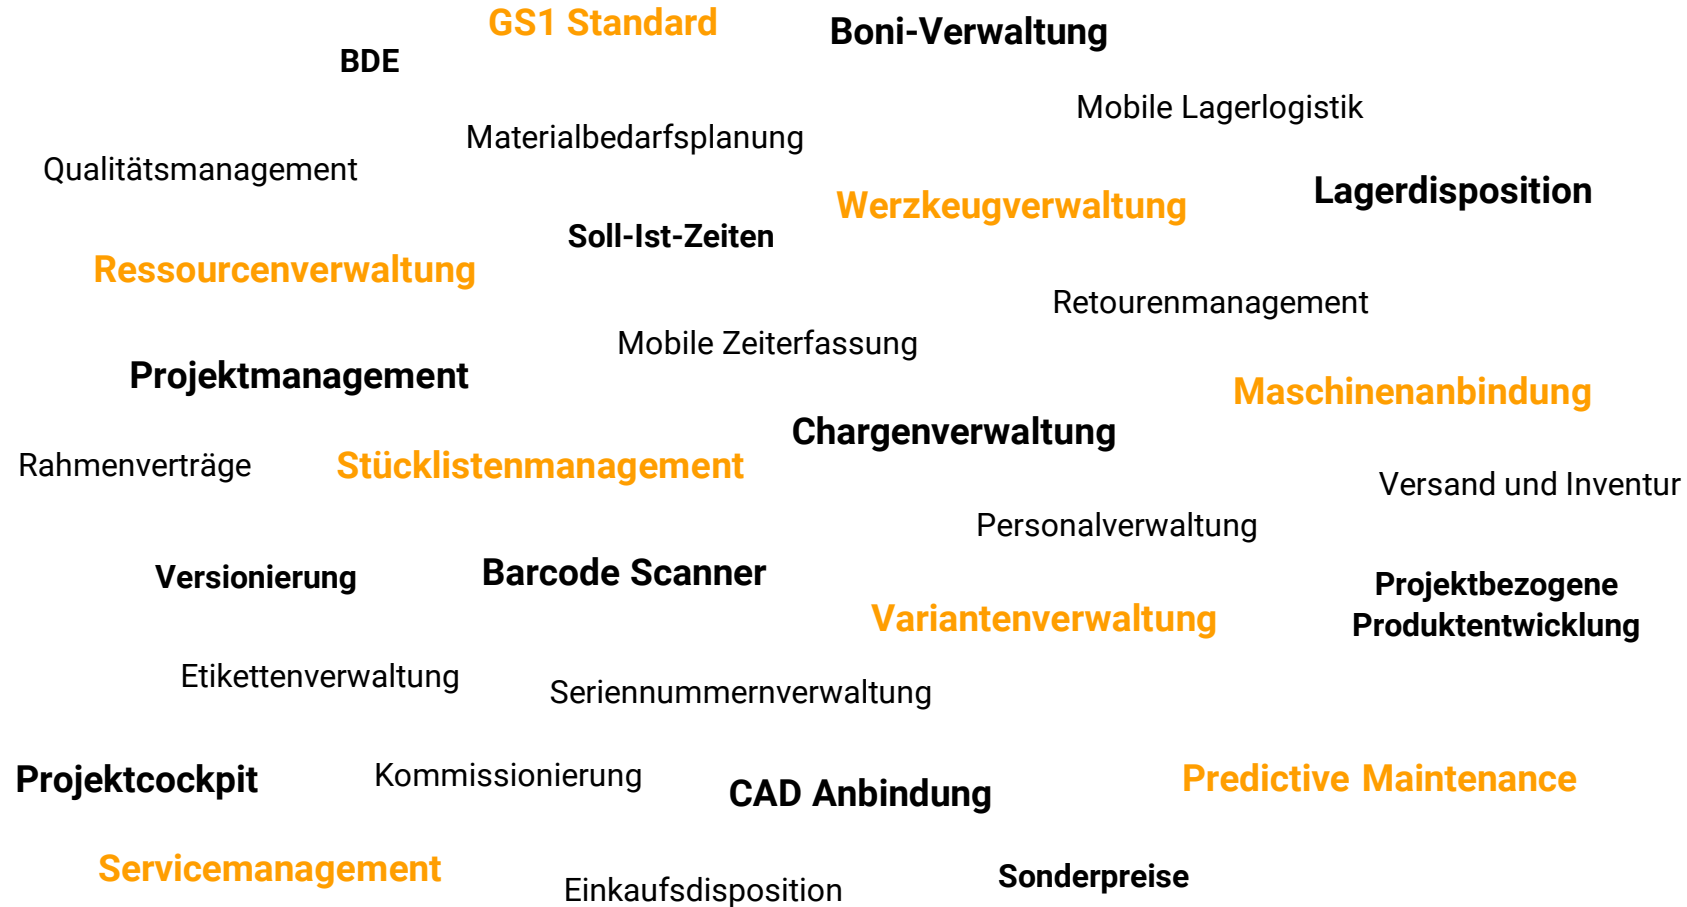 GS1 Standard
Boni-Verwaltung
BDE
Mobile Lagerlogistik
Materialbedarfsplanung
Qualitätsmanagement
Lagerdisposition
Werzkeugverwaltung
Soll-Ist-Zeiten
Ressourcenverwaltung
Retourenmanagement
Mobile Zeiterfassung
Projektmanagement
Maschinenanbindung
Chargenverwaltung
Rahmenverträge
Stücklistenmanagement
Versand und Inventur
Personalverwaltung
Versionierung
Barcode Scanner
Projektbezogene
Produktentwicklung
Variantenverwaltung
Etikettenverwaltung
Seriennummernverwaltung
Projektcockpit
Kommissionierung
CAD Anbindung
Predictive Maintenance
Servicemanagement
Einkaufsdisposition
Sonderpreise